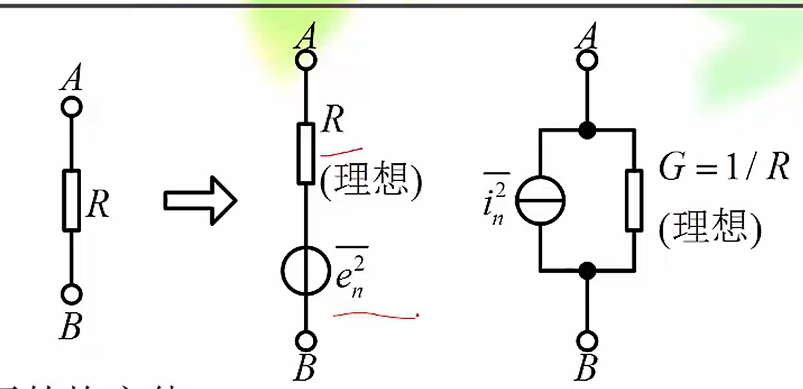 A
R
B
A
R
(理想)
$\overline{e_n^2}$
B
A
$\overline{i_n^2}$
G = 1 / R
(理想)
B